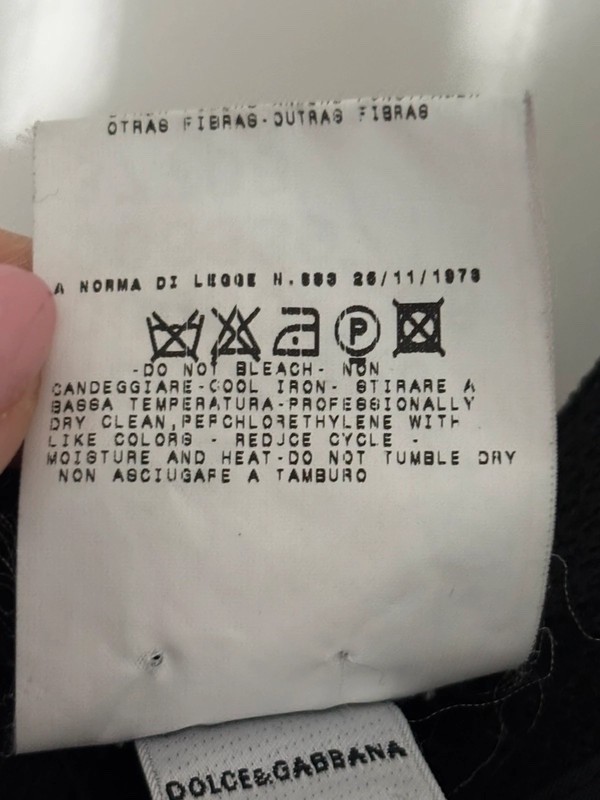 OTRAS FIBRAS-OUTRAS FIBRAS
A NORMA DI LEGGE N.883 26/11/1973
P
-DO NOT BLEACH- NON
CANDEGGIARE-COOL IRON- STIRARE A
BASSA TEMPERATURA-PROFESSIONALLY
DRY CLEAN,PERCHLORETHYLENE WITH
LIKE COLORS - REDUCE CYCLE -
MOISTURE AND HEAT-DO NOT TUMBLE DRY
NON ASCIUGARE A TAMBURO
DOLCE&GABBANA